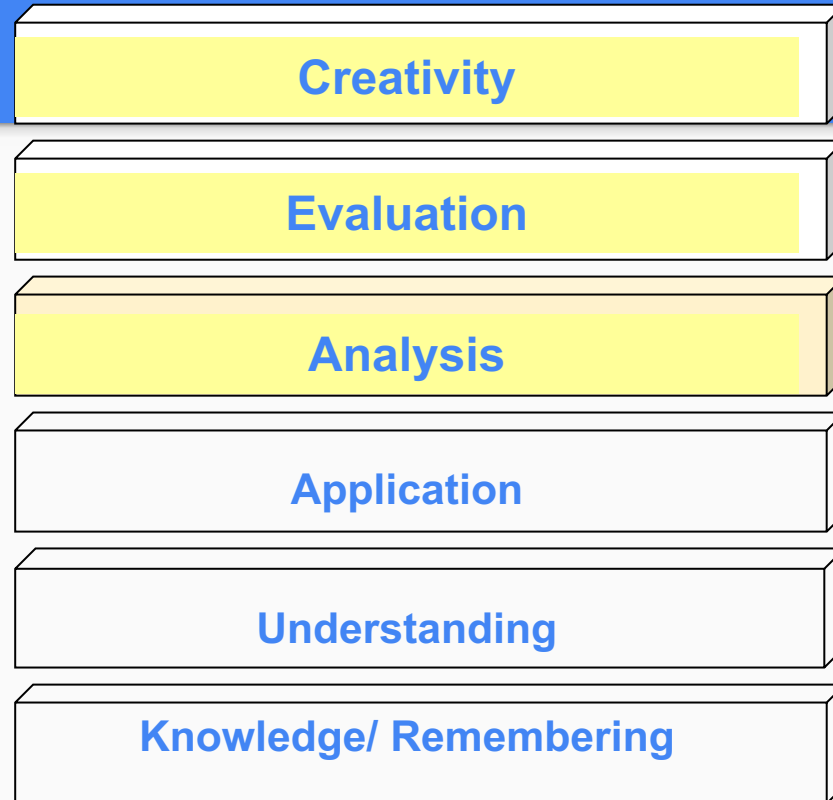 Creativity
Evaluation
Analysis
Application
Understanding
Knowledge/ Remembering